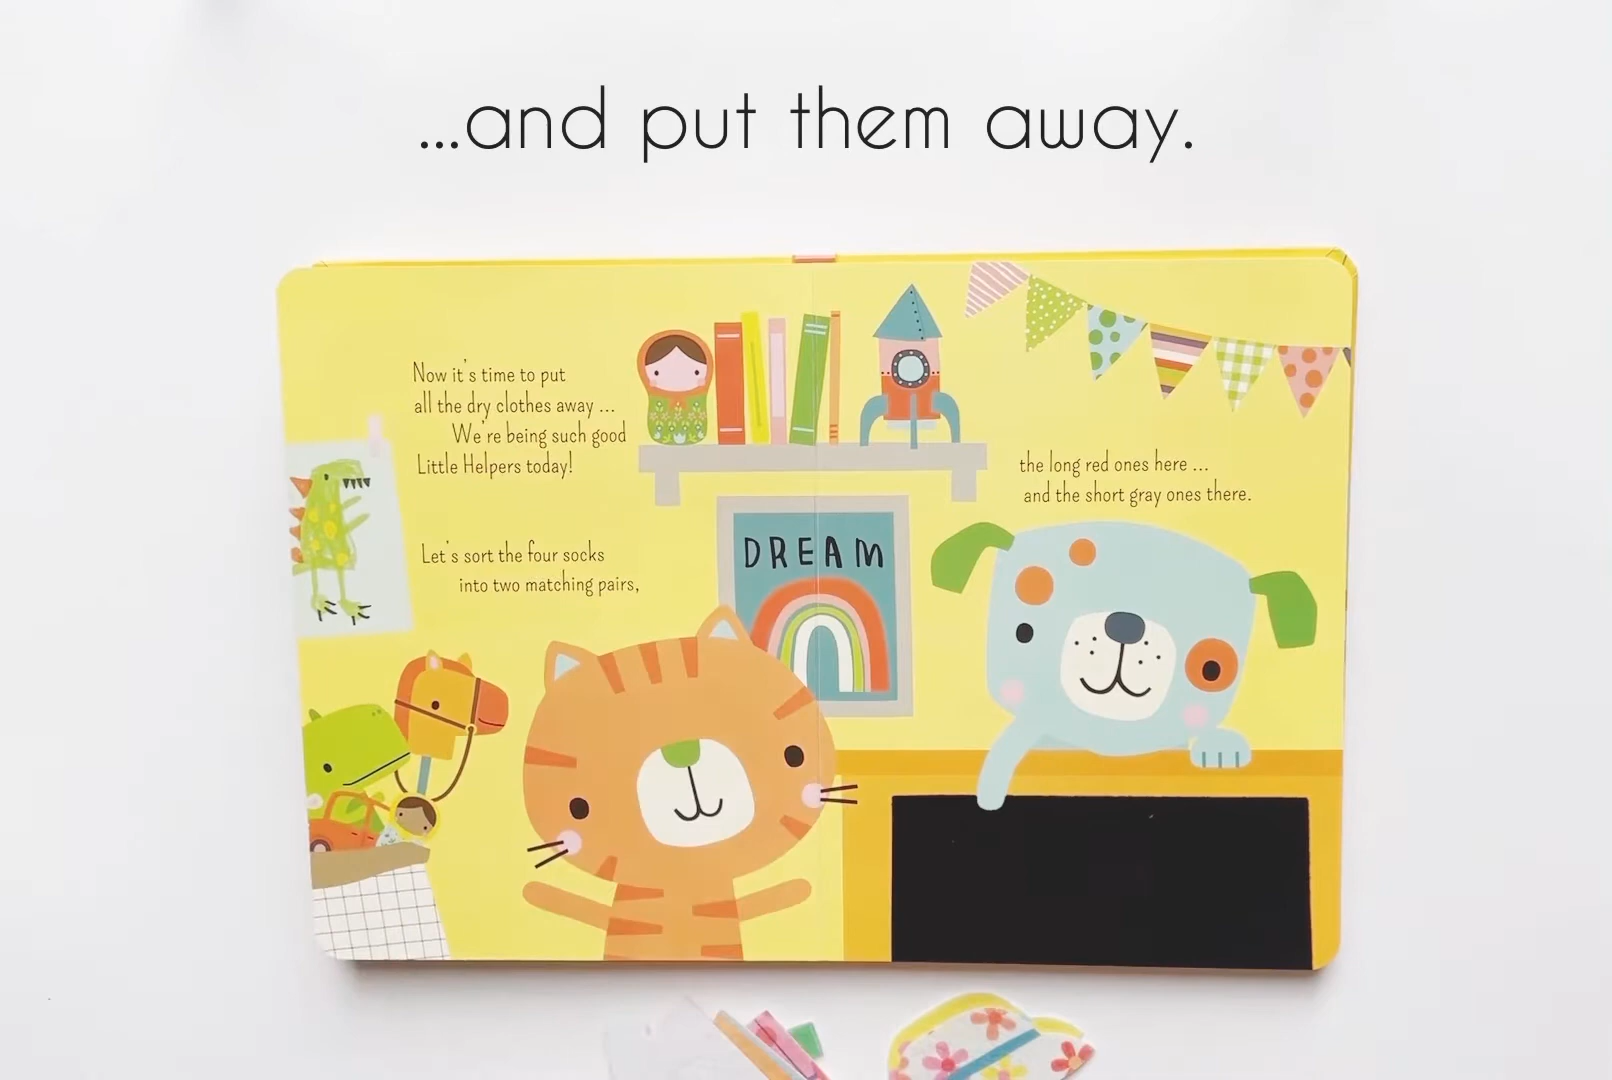 ...and put them away.
Now it's time to put
all the dry clothes away ...
We're being such good
Little Helpers today!
Let's sort the four socks
into two matching pairs,
DREAM
the long red ones here ...
and the short gray ones there.